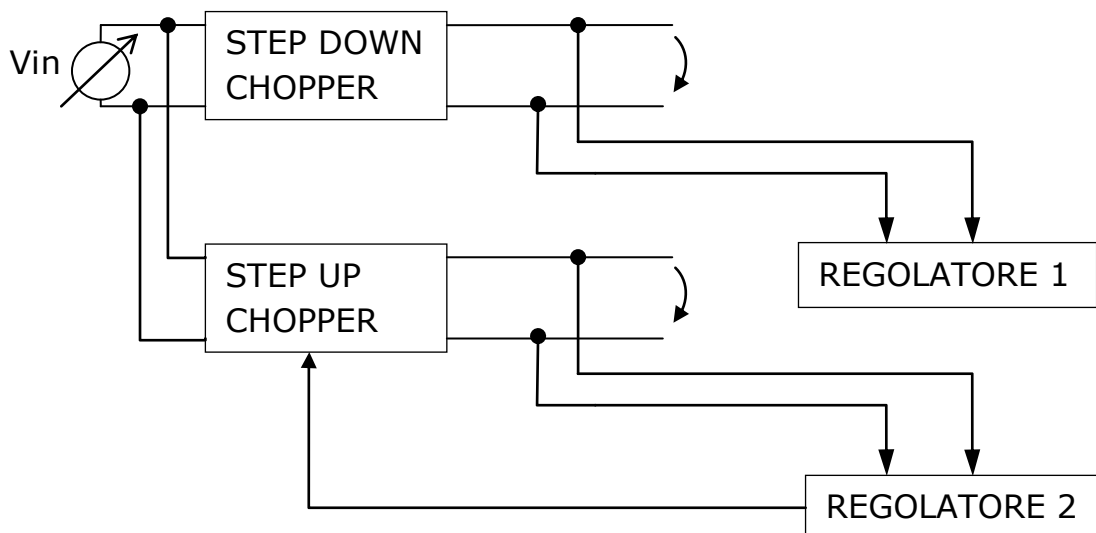 Vin
STEP DOWN
CHOPPER
STEP UP
CHOPPER
REGOLATORE 1
REGOLATORE 2